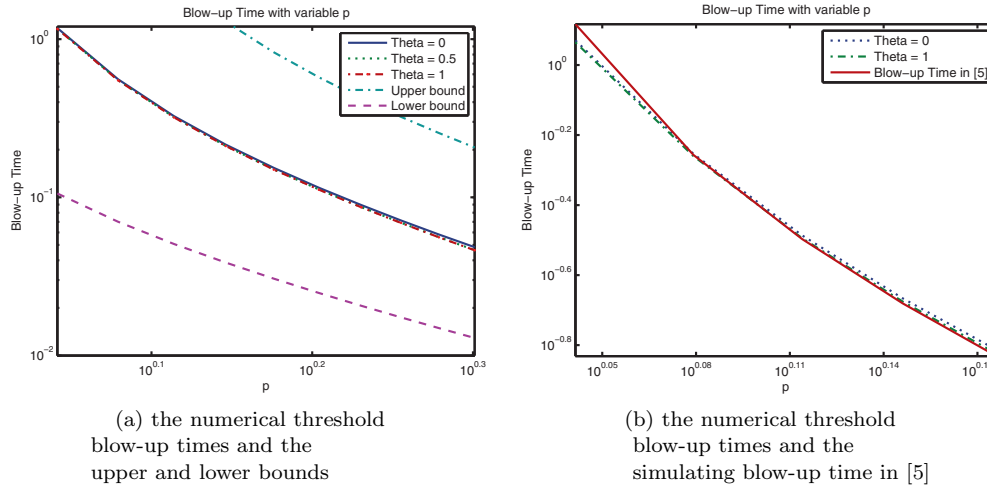 Blow-up Time with variable p
10^0
10^-1
10^-2
Blow-up Time
Theta = 0
Theta = 0.5
Theta = 1
Upper bound
Lower bound
10^0.1
10^0.2
10^0.3
p
(a) the numerical threshold
blow-up times and the
upper and lower bounds
Blow-up Time with variable p
10^0
10^-0.2
10^-0.4
10^-0.6
10^-0.8
Blow-up Time
Theta = 0
Theta = 1
Blow-up Time in [5]
10^0.05
10^0.08
10^0.11
10^0.14
p
(b) the numerical threshold
blow-up times and the
simulating blow-up time in [5]